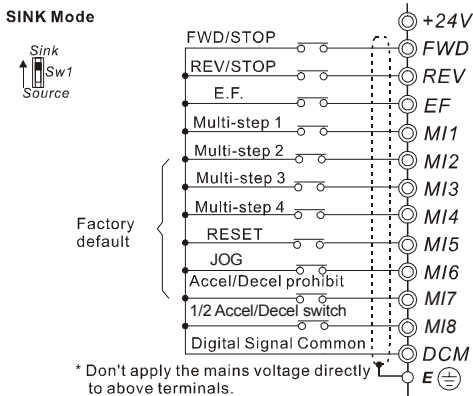 SINK Mode
+24V
FWD/STOP
FWD
Sink
Sw1
Source
REV/STOP
REV
E.F.
EF
Multi-step 1
MI1
Multi-step 2
MI2
Multi-step 3
MI3
Multi-step 4
MI4
Factory
default
RESET
MI5
JOG
MI6
Accel/Decel prohibit
MI7
1/2 Accel/Decel switch
MI8
Digital Signal Common
DCM
* Don't apply the mains voltage directly
to above terminals.
E